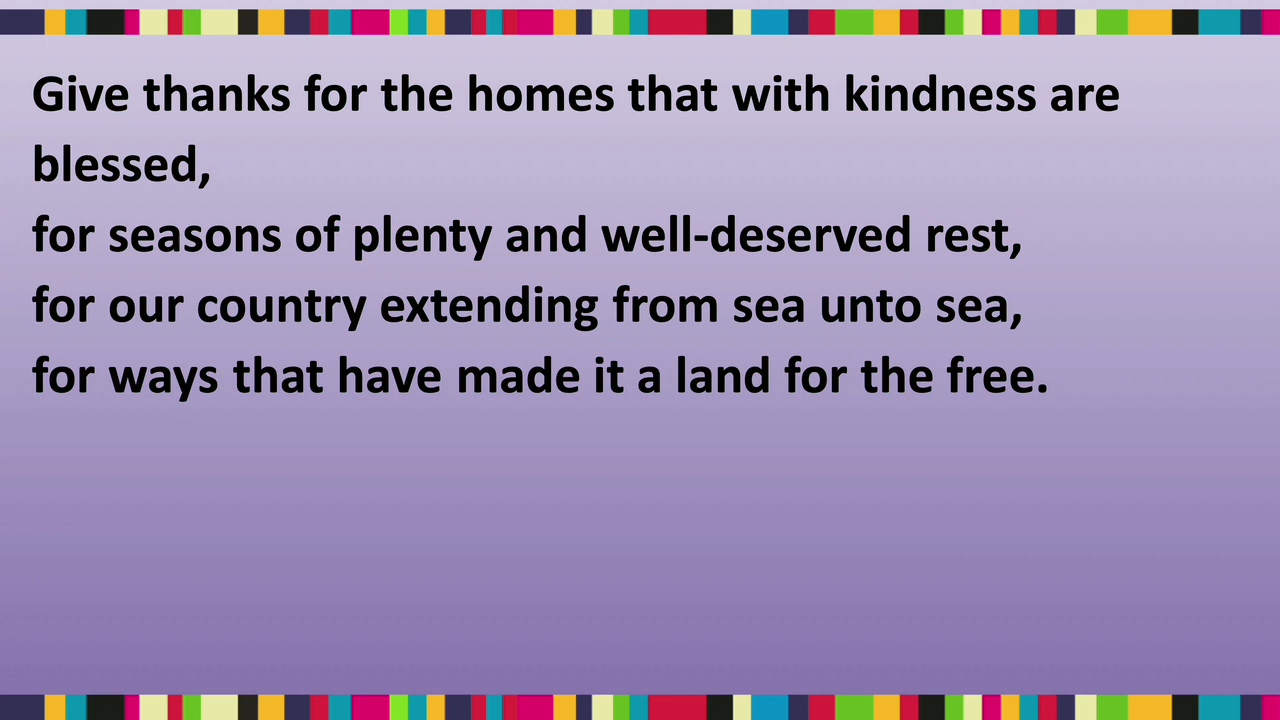 Give thanks for the homes that with kindness are
blessed,
for seasons of plenty and well-deserved rest,
for our country extending from sea unto sea,
for ways that have made it a land for the free.